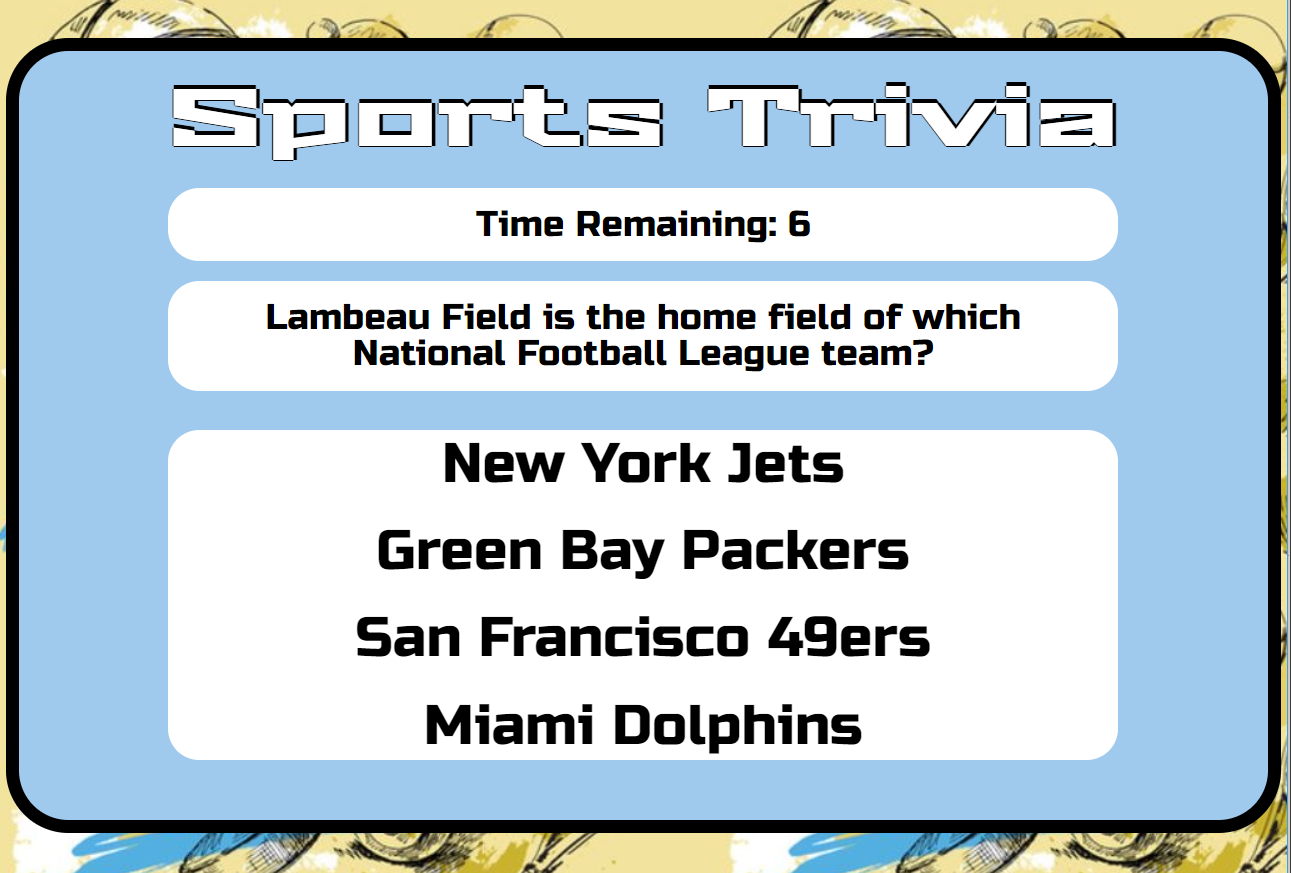 Sports Trivia
Time Remaining: 6
Lambeau Field is the home field of which
National Football League team?
New York Jets
Green Bay Packers
San Francisco 49ers
Miami Dolphins